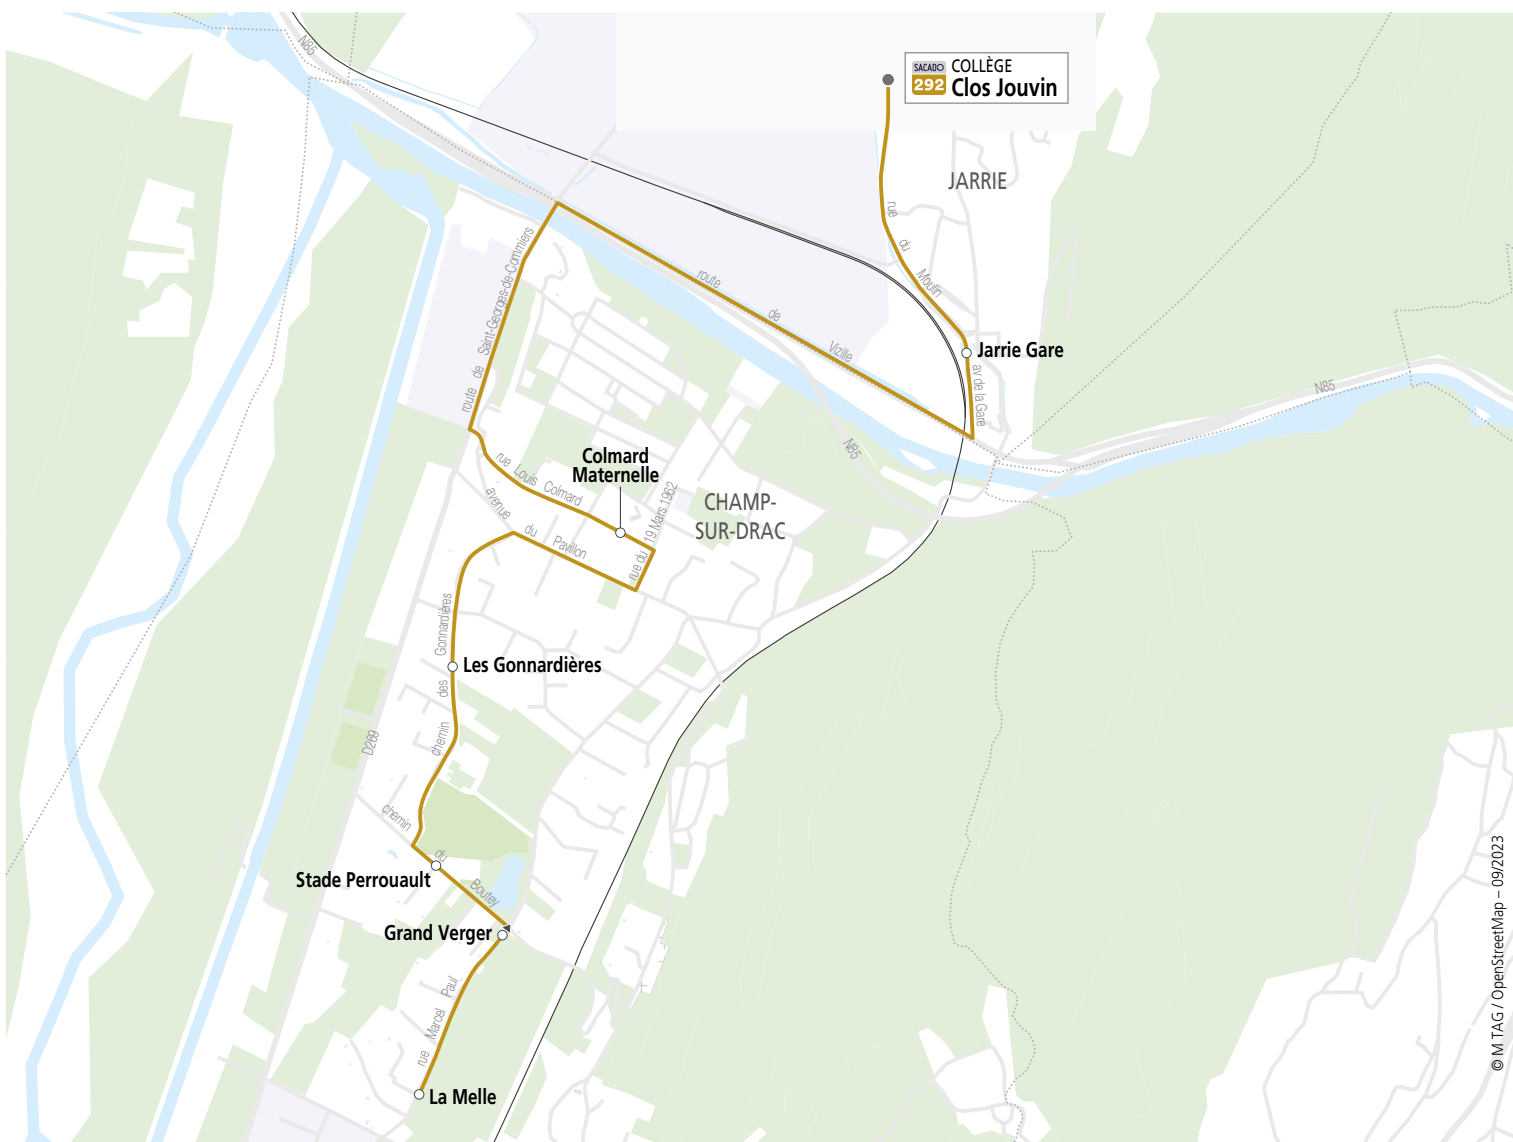 N85
SACADO
292
COLLÈGE
Clos Jouvin
JARRIE
rue du Moulin
route de Saint-Georges-de-Commiers
route de Vizille
Jarrie Gare
av de la Gare
N85
N85
Colmard
Maternelle
rue Louis Colmard
avenue du Pavillon
rue du 19 Mars 1962
CHAMP-
SUR-DRAC
chemin des Gonnardières
Les Gonnardières
D269
chemin du Boutey
Stade Perrouault
Grand Verger
rue Marcel Paul
La Melle
© M TAG / OpenStreetMap – 09/2023